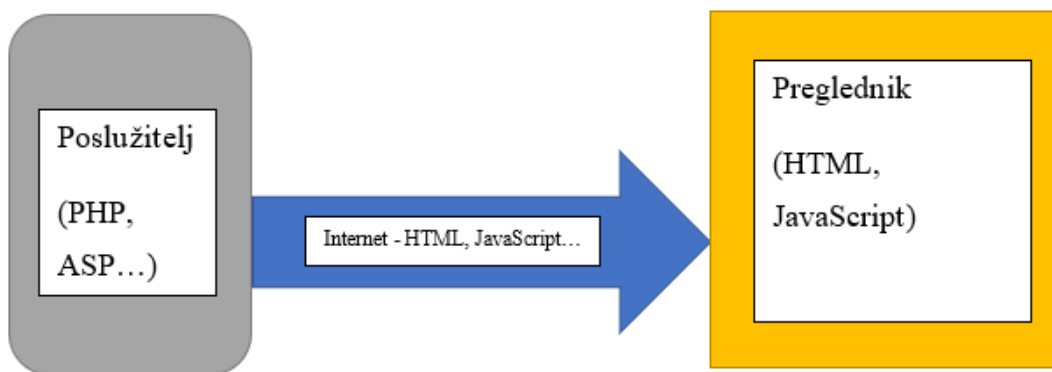 Poslužitelj
(PHP,
ASP…)
Internet - HTML, JavaScript…
Preglednik
(HTML,
JavaScript)